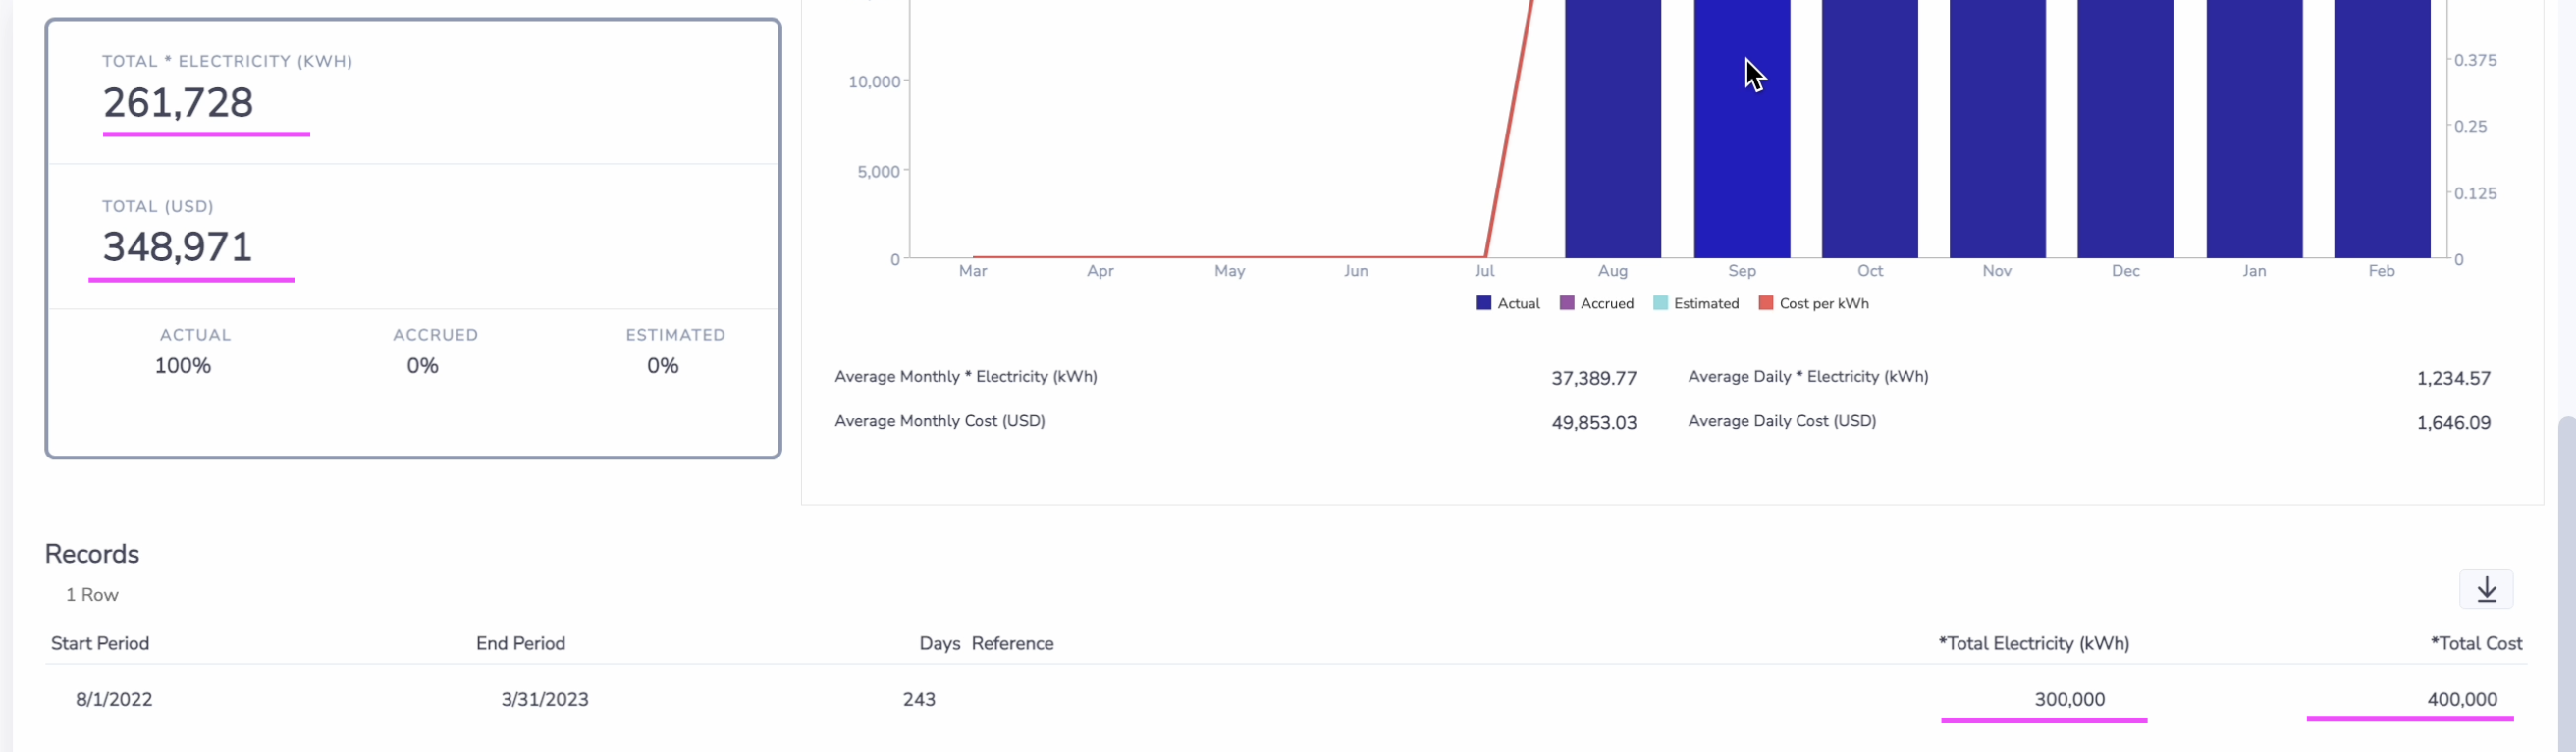 TOTAL * ELECTRICITY (KWH)
261,728
TOTAL (USD)
348,971
ACTUAL ACCRUED ESTIMATED
100% 0% 0%
10,000
5,000
0
0.375
0.25
0.125
0
Mar Apr May Jun Jul Aug Sep Oct Nov Dec Jan Feb
Actual Accrued Estimated Cost per kWh
Average Monthly * Electricity (kWh) 37,389.77 Average Daily * Electricity (kWh) 1,234.57
Average Monthly Cost (USD) 49,853.03 Average Daily Cost (USD) 1,646.09
Records
1 Row
Start Period End Period Days Reference *Total Electricity (kWh) *Total Cost
8/1/2022 3/31/2023 243 300,000 400,000